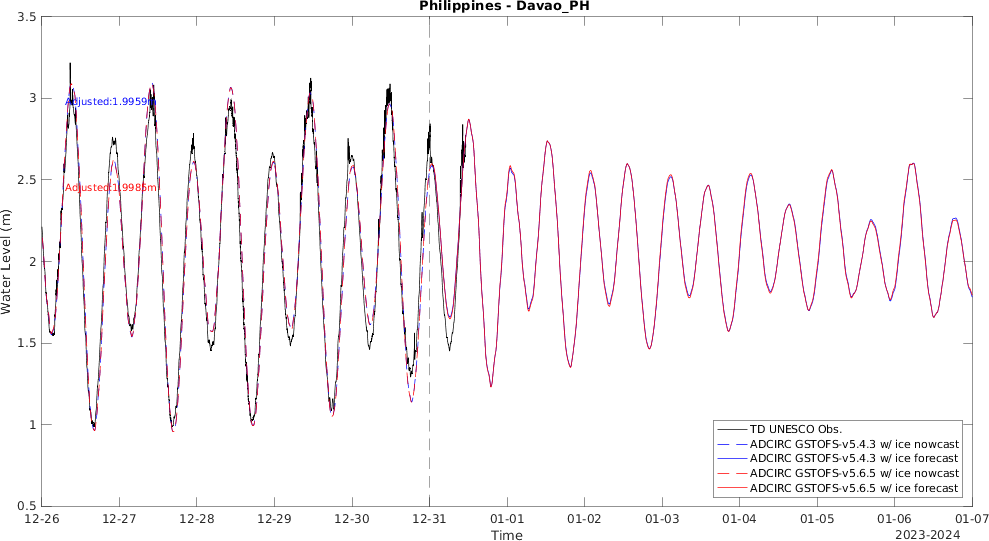 Philippines - Davao_PH
3.5
3
2.5
2
1.5
1
0.5
Water Level (m)
Adjusted:1.9959m
Adjusted:1.9985m
TD UNESCO Obs.
ADCIRC GSTOFS-v5.4.3 w/ ice nowcast
ADCIRC GSTOFS-v5.4.3 w/ ice forecast
ADCIRC GSTOFS-v5.6.5 w/ ice nowcast
ADCIRC GSTOFS-v5.6.5 w/ ice forecast
12-26 12-27 12-28 12-29 12-30 12-31 01-01 01-02 01-03 01-04 01-05 01-06 01-07
Time
2023-2024